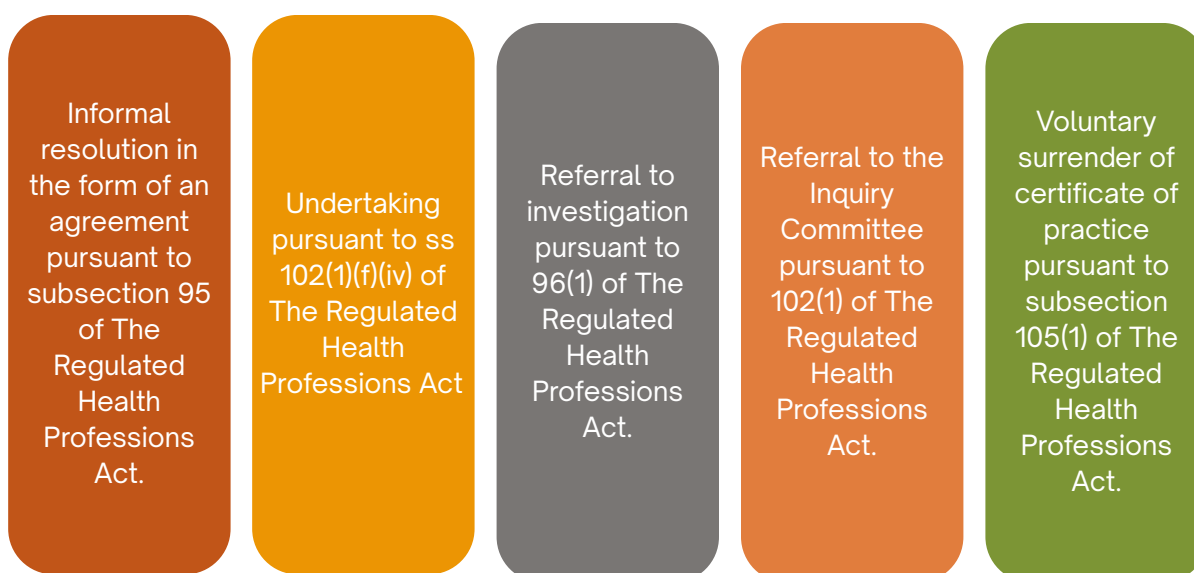 Informal
resolution in
the form of an
agreement
pursuant to
subsection 95
of The
Regulated
Health
Professions
Act.
Undertaking
pursuant to ss
102(1)(f)(iv) of
The Regulated
Health
Professions Act
Referral to
investigation
pursuant to
96(1) of The
Regulated
Health
Professions
Act.
Referral to the
Inquiry
Committee
pursuant to
102(1) of The
Regulated
Health
Professions
Act.
Voluntary
surrender of
certificate of
practice
pursuant to
subsection
105(1) of The
Regulated
Health
Professions
Act.